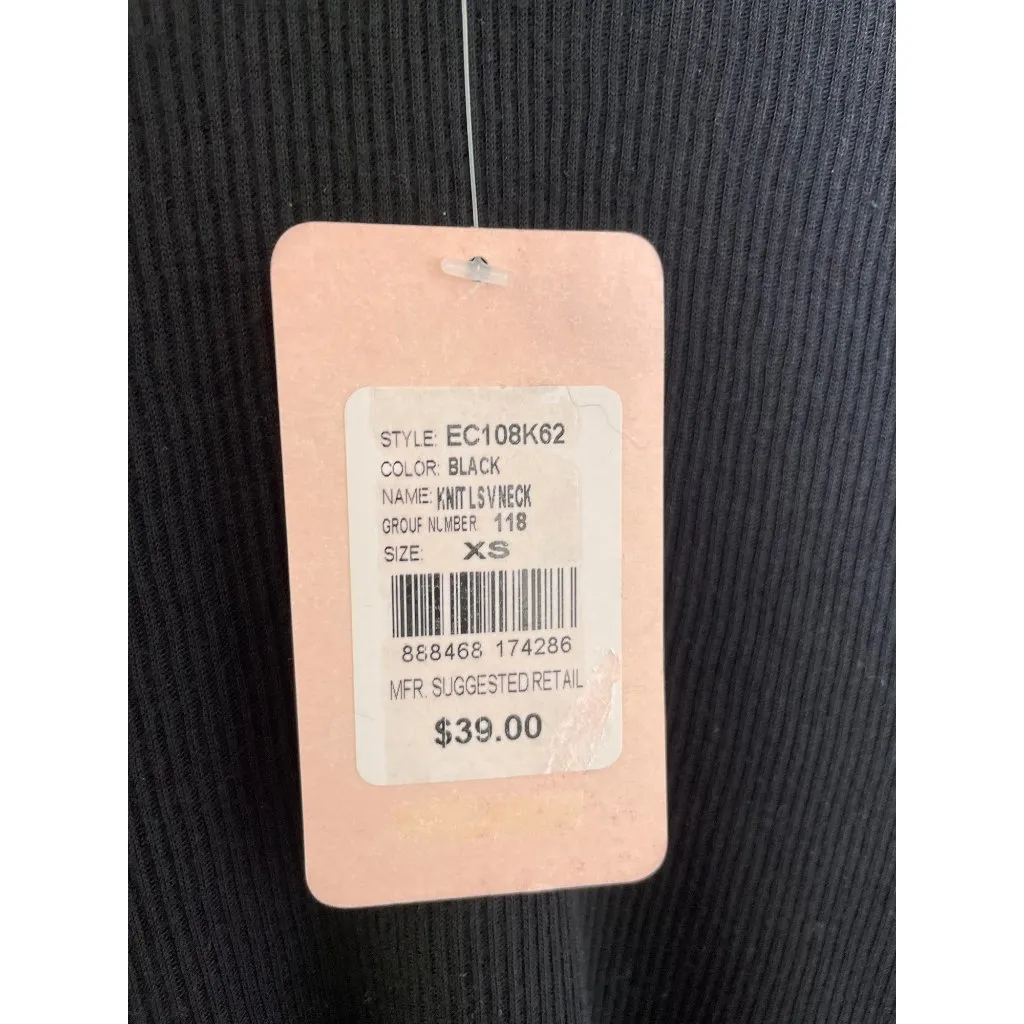 STYLE: EC108K62
COLOR: BLACK
NAME: KNIT LS V NECK
GROUP NUMBER 118
SIZE: XS
888468 174286
MFR. SUGGESTED RETAIL
$39.00